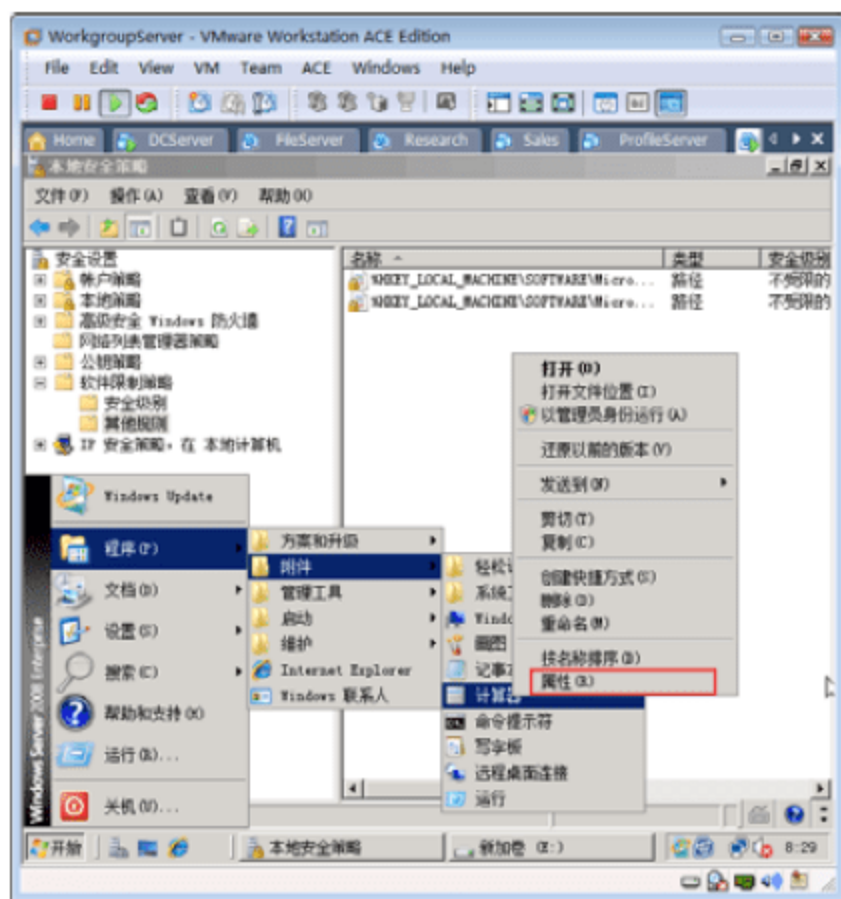 WorkgroupServer - VMware Workstation ACE Edition
File Edit View VM Team ACE Windows Help
Home DCServer FileServer Research Sales ProfileServer
本地安全策略
文件(F) 操作(A) 查看(V) 帮助(H)
安全设置
帐户策略
本地策略
高级安全 Windows 防火墙
网络列表管理器策略
公钥策略
软件限制策略
安全级别
其他规则
IP 安全策略，在 本地计算机
名称 类型 安全级别
%HKEY_LOCAL_MACHINE\SOFTWARE\Micro... 路径 不受限的
%HKEY_LOCAL_MACHINE\SOFTWARE\Micro... 路径 不受限的
打开(O)
打开文件位置(I)
以管理员身份运行(A)
还原以前的版本(V)
发送到(N)
剪切(T)
复制(C)
创建快捷方式(S)
删除(D)
重命名(M)
按名称排序(B)
属性(R)
Windows Update
程序(P)
文档(D)
设置(S)
搜索(C)
帮助和支持(H)
运行(R)...
关机(U)...
Windows Server 2008 Enterprise
方案和升级
附件
管理工具
启动
维护
Internet Explorer
Windows 联系人
轻松
系统
Windo
画图
记事
计算器
命令提示符
写字板
远程桌面连接
运行
开始 本地安全策略 新加卷 (E:) 8:29